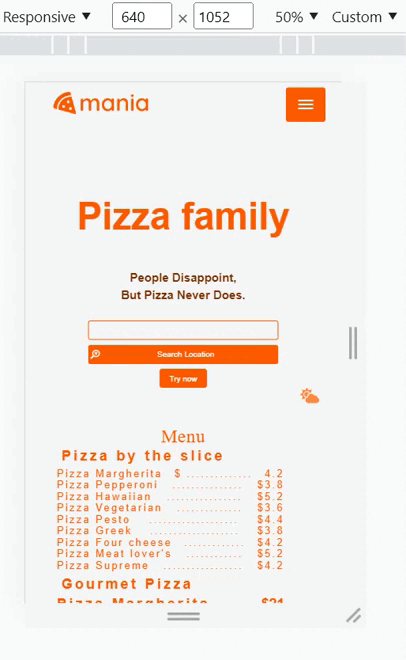 Responsive ▼ 640 × 1052 50% ▼ Custom ▼
mania
Pizza family
People Disappoint,
But Pizza Never Does.
Search Location
Try now
Menu
Pizza by the slice
Pizza Margherita $ ............. 4.2
Pizza Pepperoni .............. $3.8
Pizza Hawaiian ............... $5.2
Pizza Vegetarian ............... $3.6
Pizza Pesto .................. $4.4
Pizza Greek .................. $3.8
Pizza Four cheese ............ $4.2
Pizza Meat lover's ............ $5.2
Pizza Supreme ............... $4.2
Gourmet Pizza
Pizza Margherita $21